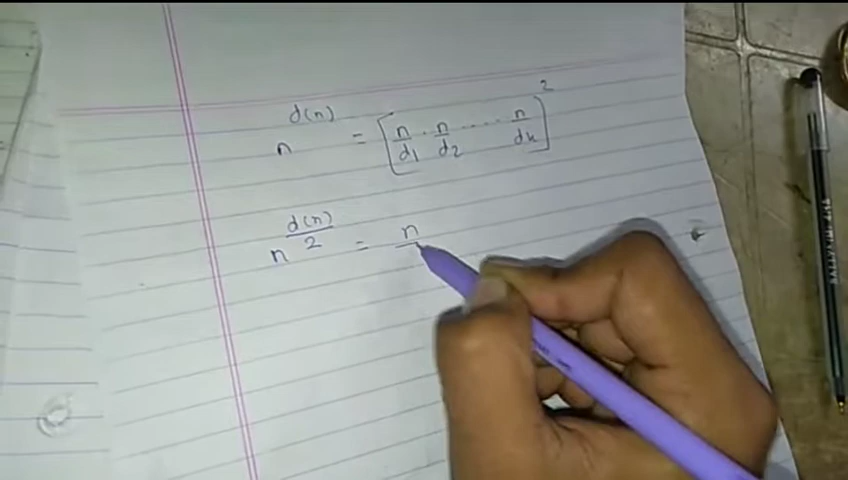 n^{d(n)} = [n/d₁ · n/d₂ .... n/dₖ]²
n^{d(n)/2} = n